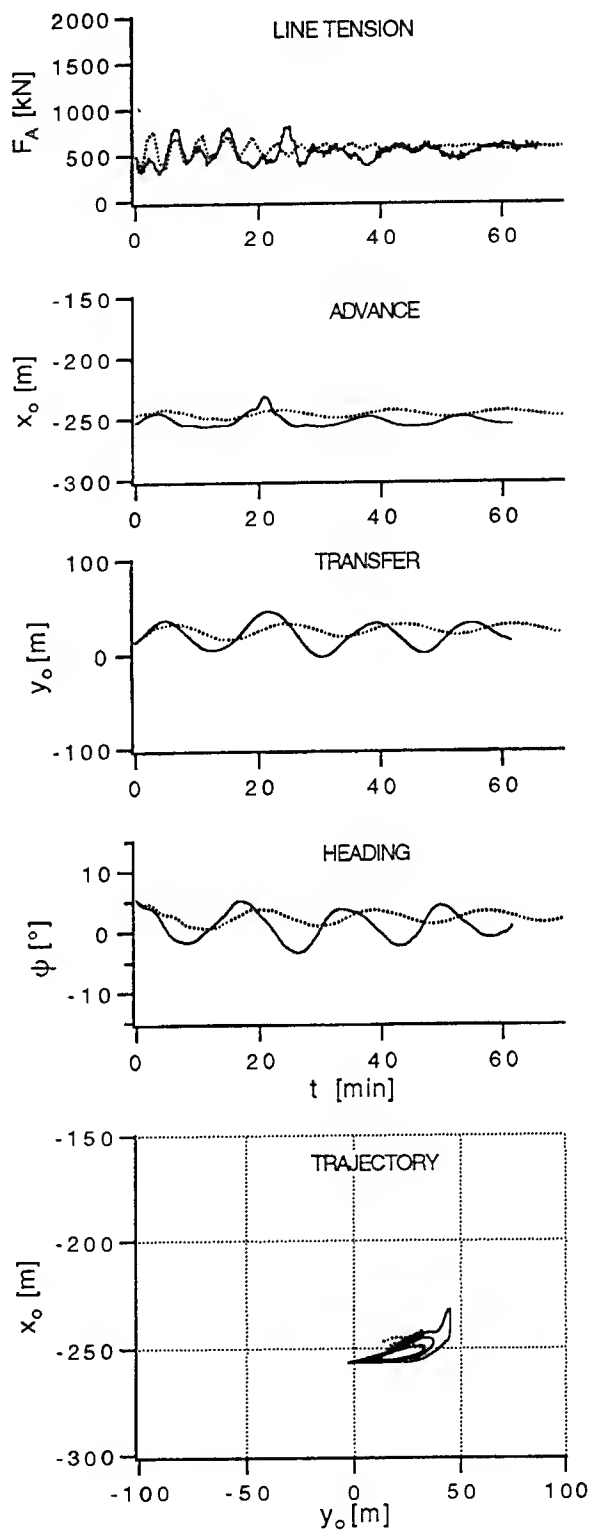 LINE TENSION
2000
1500
1000
500
0
F_A [kN]
0 20 40 60
ADVANCE
-150
-200
-250
-300
x_o [m]
0 20 40 60
TRANSFER
100
0
-100
y_o [m]
0 20 40 60
HEADING
10
0
-10
ψ [°]
0 20 40 60
t [min]
TRAJECTORY
-150
-200
-250
-300
x_o [m]
-100 -50 0 50 100
y_o [m]